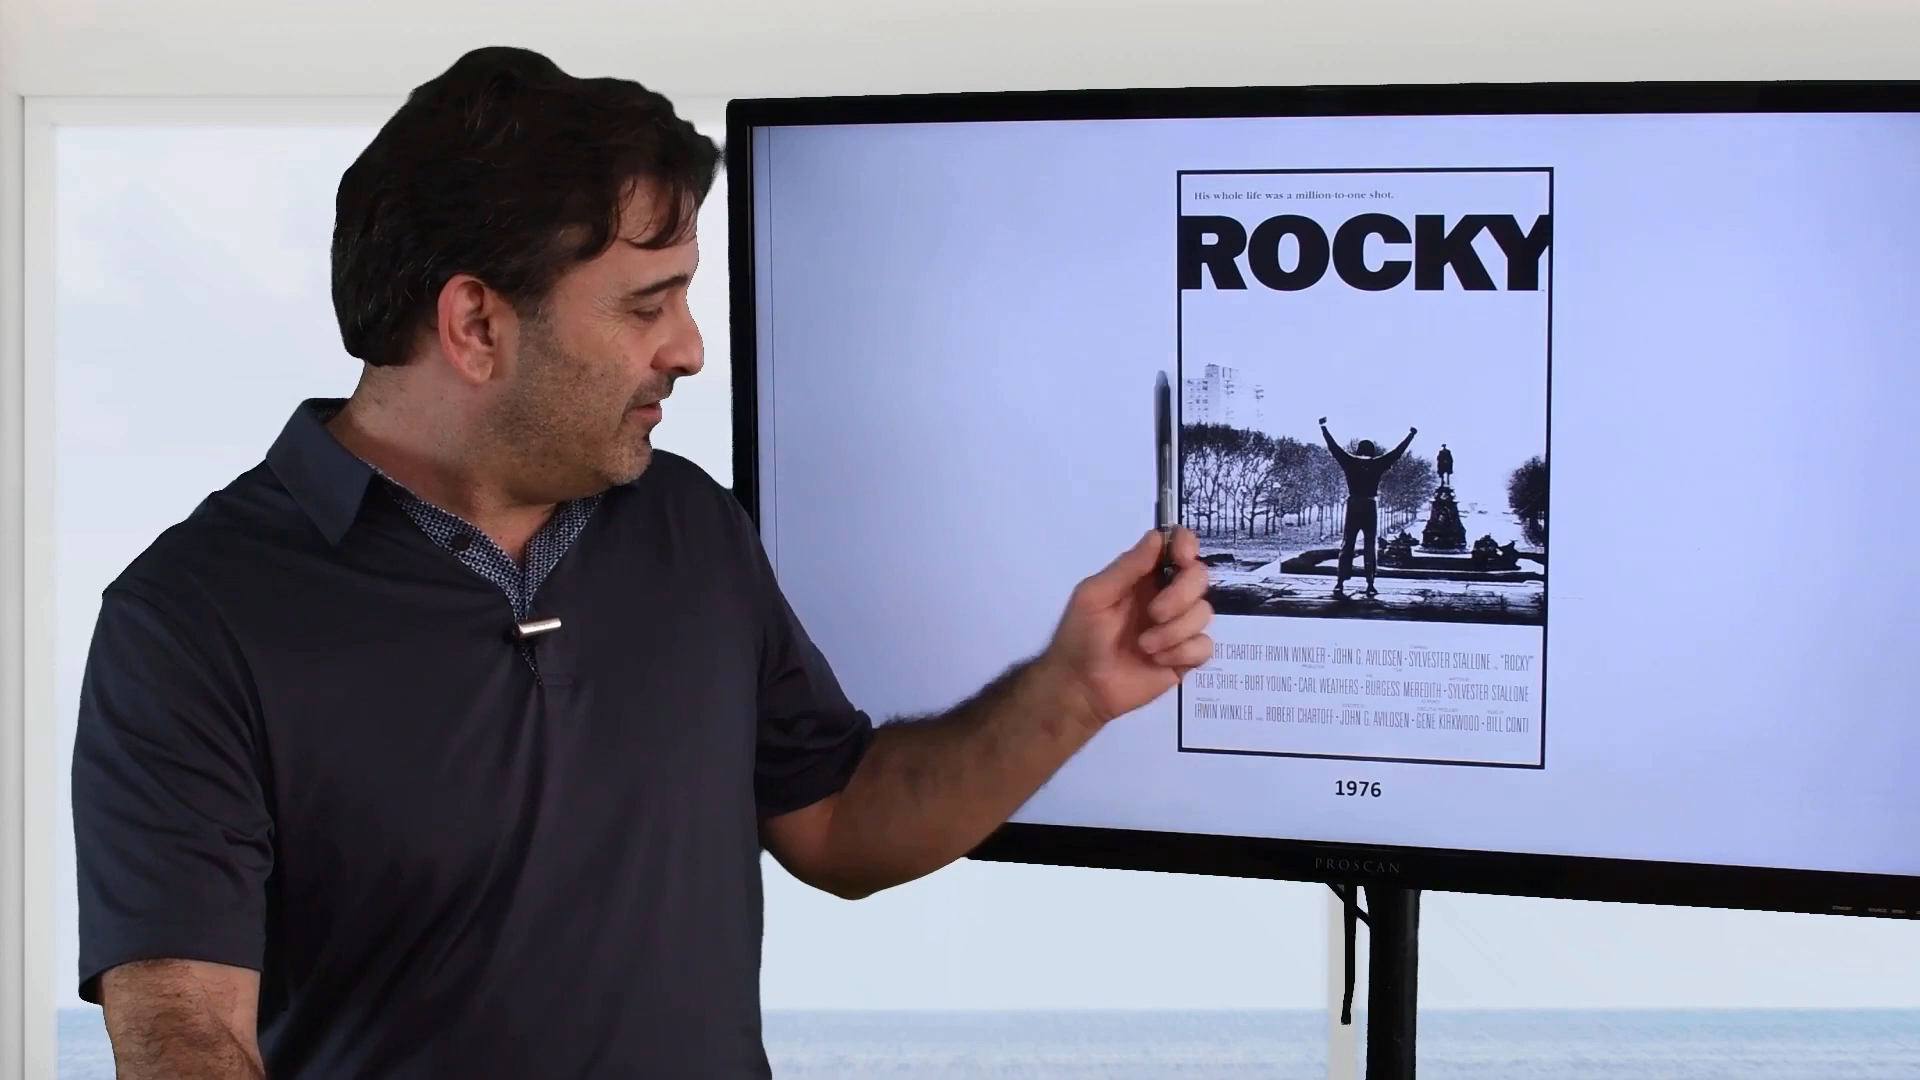 His whole life was a million-to-one shot.
ROCKY
RT CHARTOFF-IRWIN WINKLER · JOHN G. AVILDSEN · SYLVESTER STALLONE "ROCKY"
TALIA SHIRE · BURT YOUNG · CARL WEATHERS · BURGESS MEREDITH · SYLVESTER STALLONE
IRWIN WINKLER ROBERT CHARTOFF · JOHN G. AVILDSEN · GENE KIRKWOOD · BILL CONTI
1976
PROSCAN